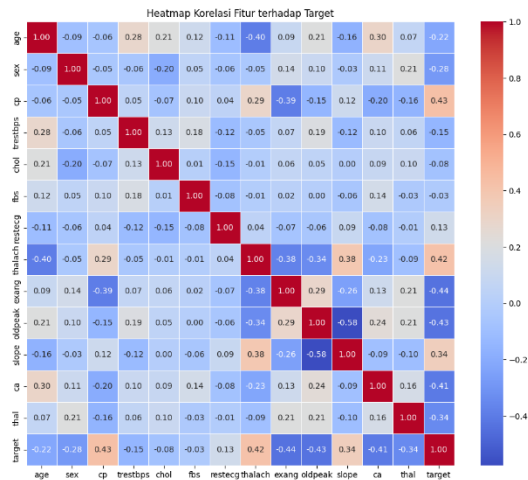 Heatmap Korelasi Fitur terhadap Target
age 1.00 -0.09 -0.06 0.28 0.21 0.12 -0.11 -0.40 0.09 0.21 -0.16 0.30 0.07 -0.22
sex -0.09 1.00 -0.05 -0.06 -0.20 0.05 -0.06 -0.05 0.14 0.10 -0.03 0.11 0.21 -0.28
cp -0.06 -0.05 1.00 0.05 -0.07 0.10 0.04 0.29 -0.39 -0.15 0.12 -0.20 -0.16 0.43
trestbps 0.28 -0.06 0.05 1.00 0.13 0.18 -0.12 -0.05 0.07 0.19 -0.12 0.10 0.06 -0.15
chol 0.21 -0.20 -0.07 0.13 1.00 0.01 -0.15 -0.01 0.06 0.05 0.00 0.09 0.10 -0.08
fbs 0.12 0.05 0.10 0.18 0.01 1.00 -0.08 -0.01 0.02 0.00 -0.06 0.14 -0.03 -0.03
restecg -0.11 -0.06 0.04 -0.12 -0.15 -0.08 1.00 0.04 -0.07 -0.06 0.09 -0.08 -0.01 0.13
thalach -0.40 -0.05 0.29 -0.05 -0.01 -0.01 0.04 1.00 -0.38 -0.34 0.38 -0.23 -0.09 0.42
exang 0.09 0.14 -0.39 0.07 0.06 0.02 -0.07 -0.38 1.00 0.29 -0.26 0.13 0.21 -0.44
oldpeak 0.21 0.10 -0.15 0.19 0.05 0.00 -0.06 -0.34 0.29 1.00 -0.58 0.24 0.21 -0.43
slope -0.16 -0.03 0.12 -0.12 0.00 -0.06 0.09 0.38 -0.26 -0.58 1.00 -0.09 -0.10 0.34
ca 0.30 0.11 -0.20 0.10 0.09 0.14 -0.08 -0.23 0.13 0.24 -0.09 1.00 0.16 -0.41
thal 0.07 0.21 -0.16 0.06 0.10 -0.03 -0.01 -0.09 0.21 0.21 -0.10 0.16 1.00 -0.34
target -0.22 -0.28 0.43 -0.15 -0.08 -0.03 0.13 0.42 -0.44 -0.43 0.34 -0.41 -0.34 1.00
age sex cp trestbps chol fbs restecg thalach exang oldpeak slope ca thal target
1.0
0.8
0.6
0.4
0.2
0.0
-0.2
-0.4